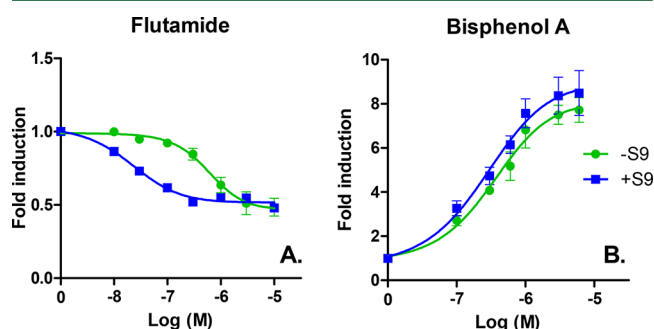 Flutamide
Fold induction
1.5
1.0
0.5
0.0
0 -8 -7 -6 -5
Log (M)
A.
Bisphenol A
Fold induction
10
8
6
4
2
0
0 -7 -6 -5
Log (M)
B.
-S9
+S9